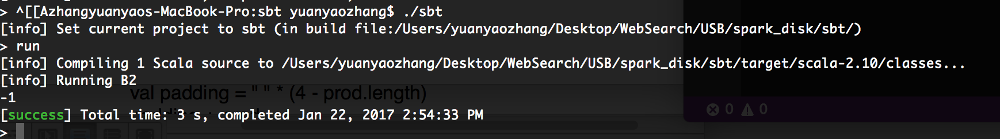 > ^[[Azhangyuanyaos-MacBook-Pro:sbt yuanyaozhang$ ./sbt
[info] Set current project to sbt (in build file:/Users/yuanyaozhang/Desktop/WebSearch/USB/spark_disk/sbt/)
> run
[info] Compiling 1 Scala source to /Users/yuanyaozhang/Desktop/WebSearch/USB/spark_disk/sbt/target/scala-2.10/classes...
[info] Running B2
val padding = " " * (4 - prod.length)
-1
0 0
[success] Total time: 3 s, completed Jan 22, 2017 2:54:33 PM
>